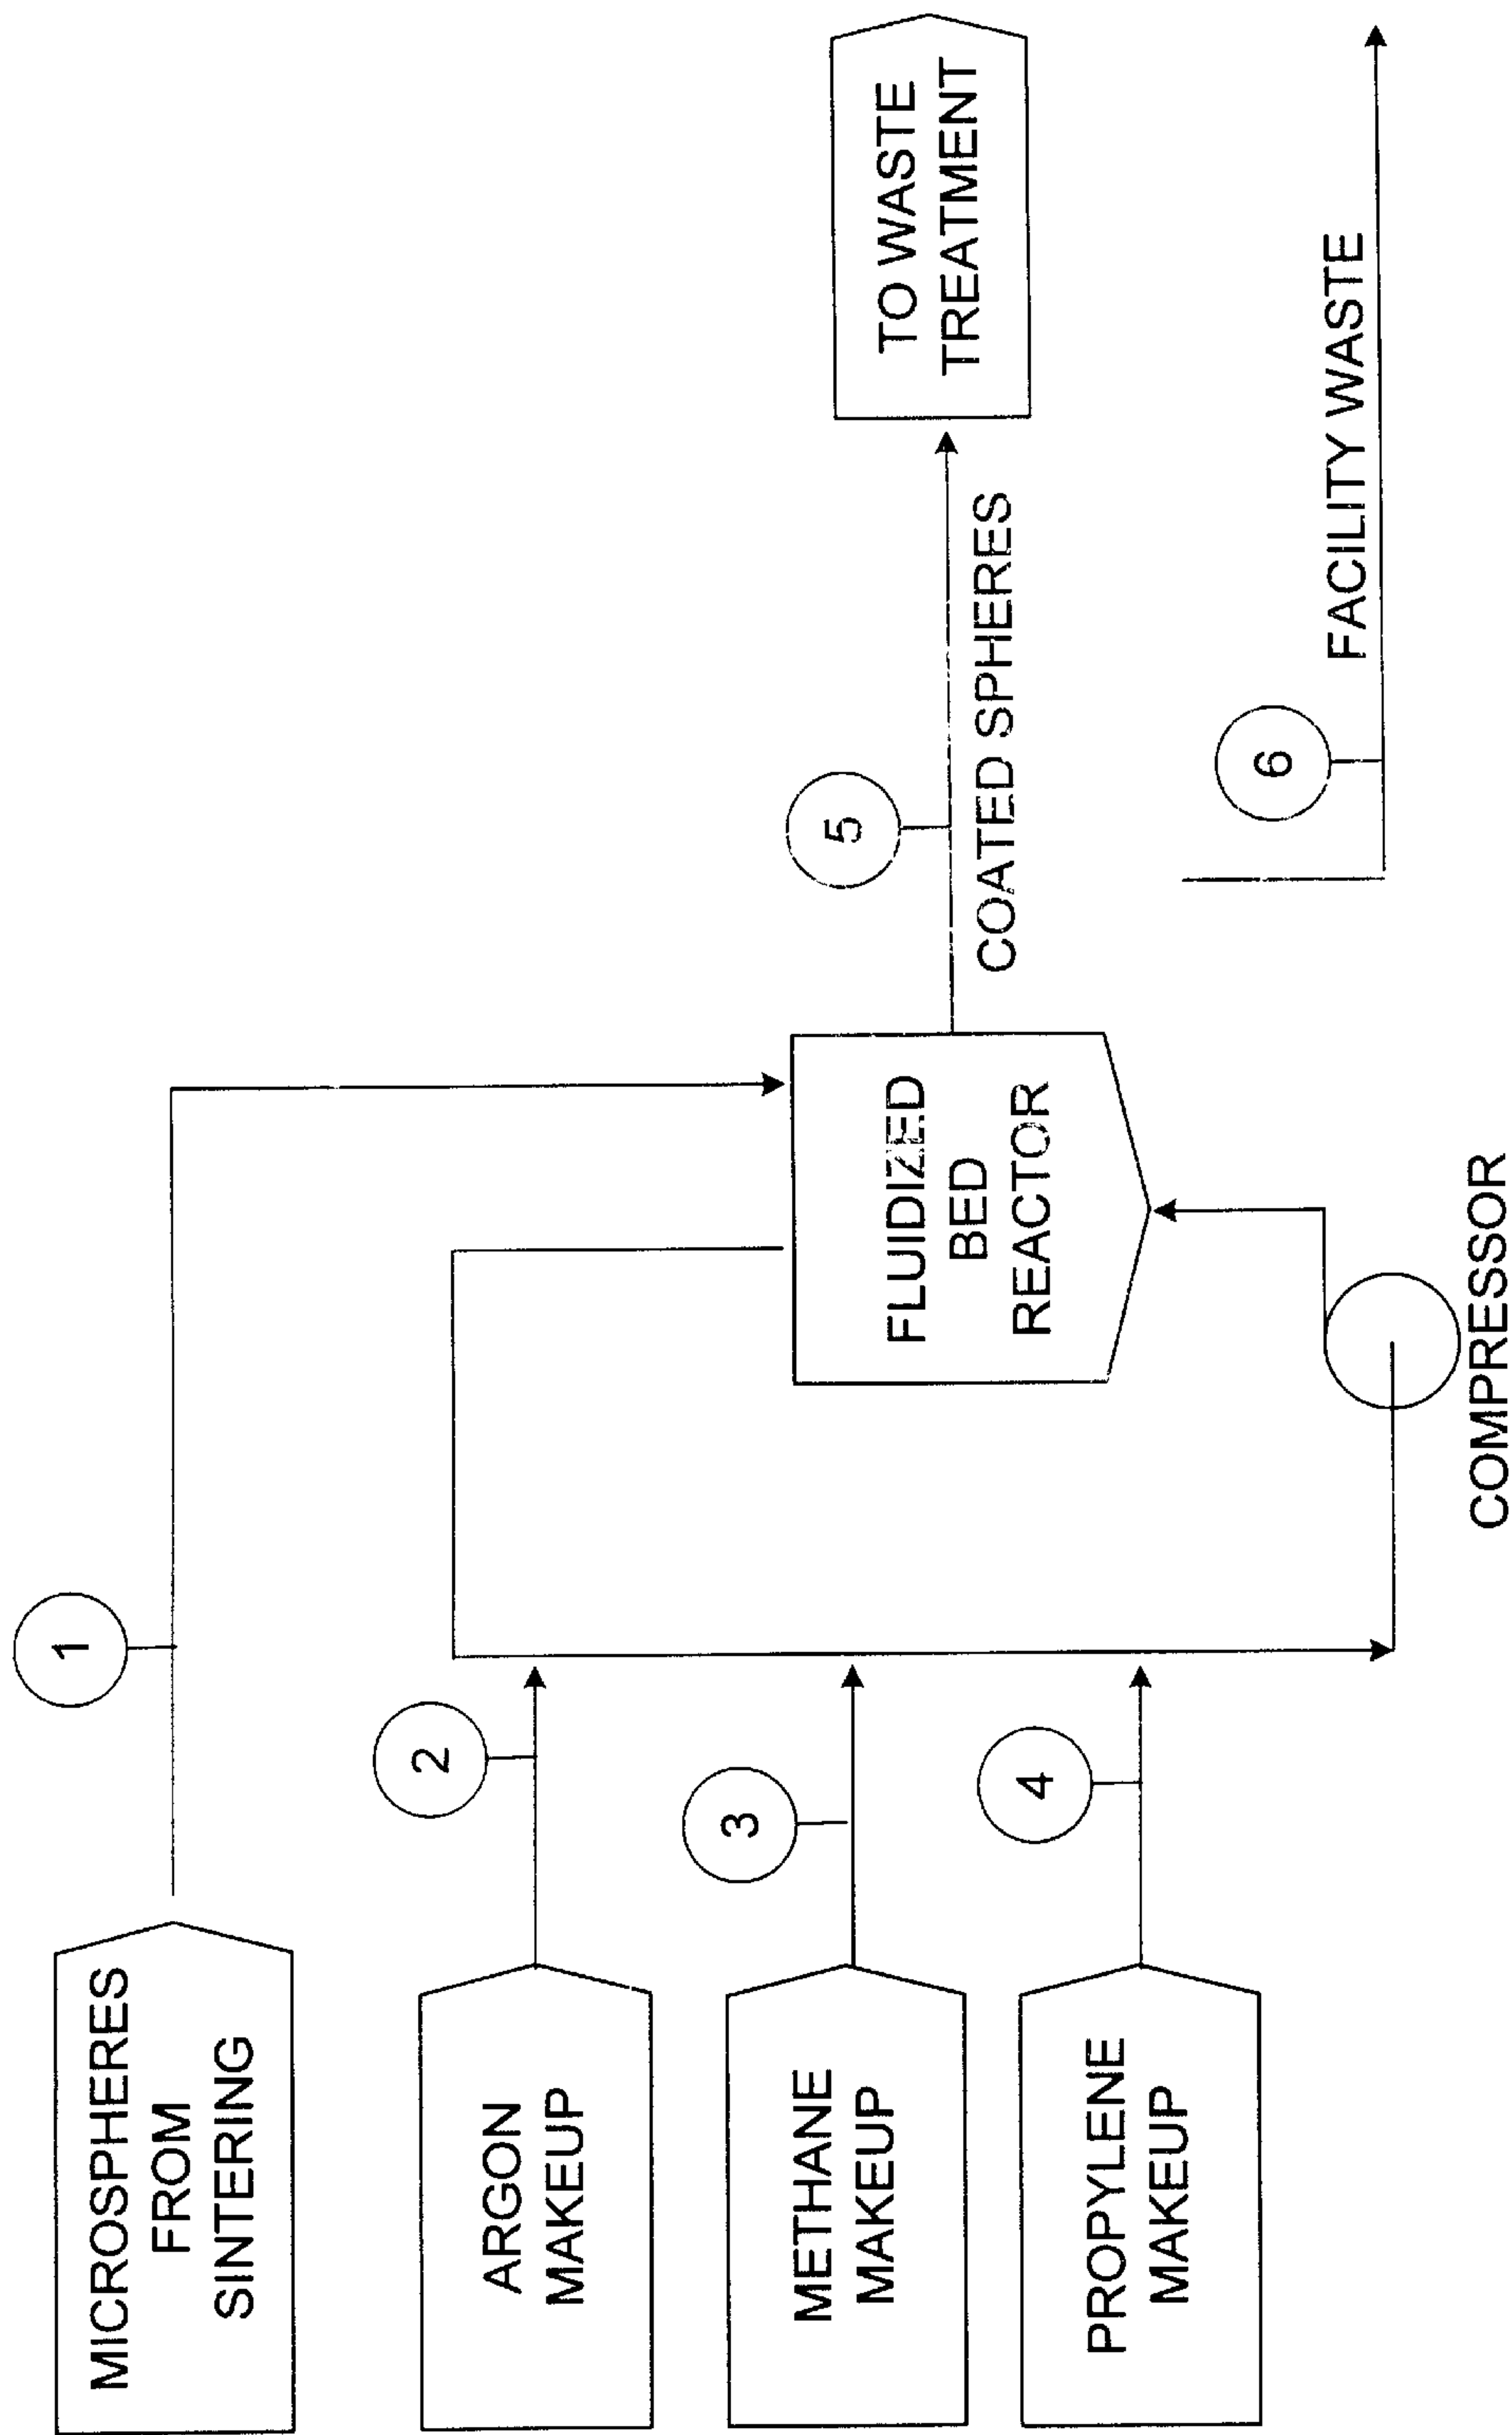 1
MICROSPHERES
FROM
SINTERING
2
ARGON
MAKEUP
3
METHANE
MAKEUP
4
PROPYLENE
MAKEUP
FLUIDIZED
BED
REACTOR
COMPRESSOR
5
COATED SPHERES
TO WASTE
TREATMENT
6
FACILITY WASTE